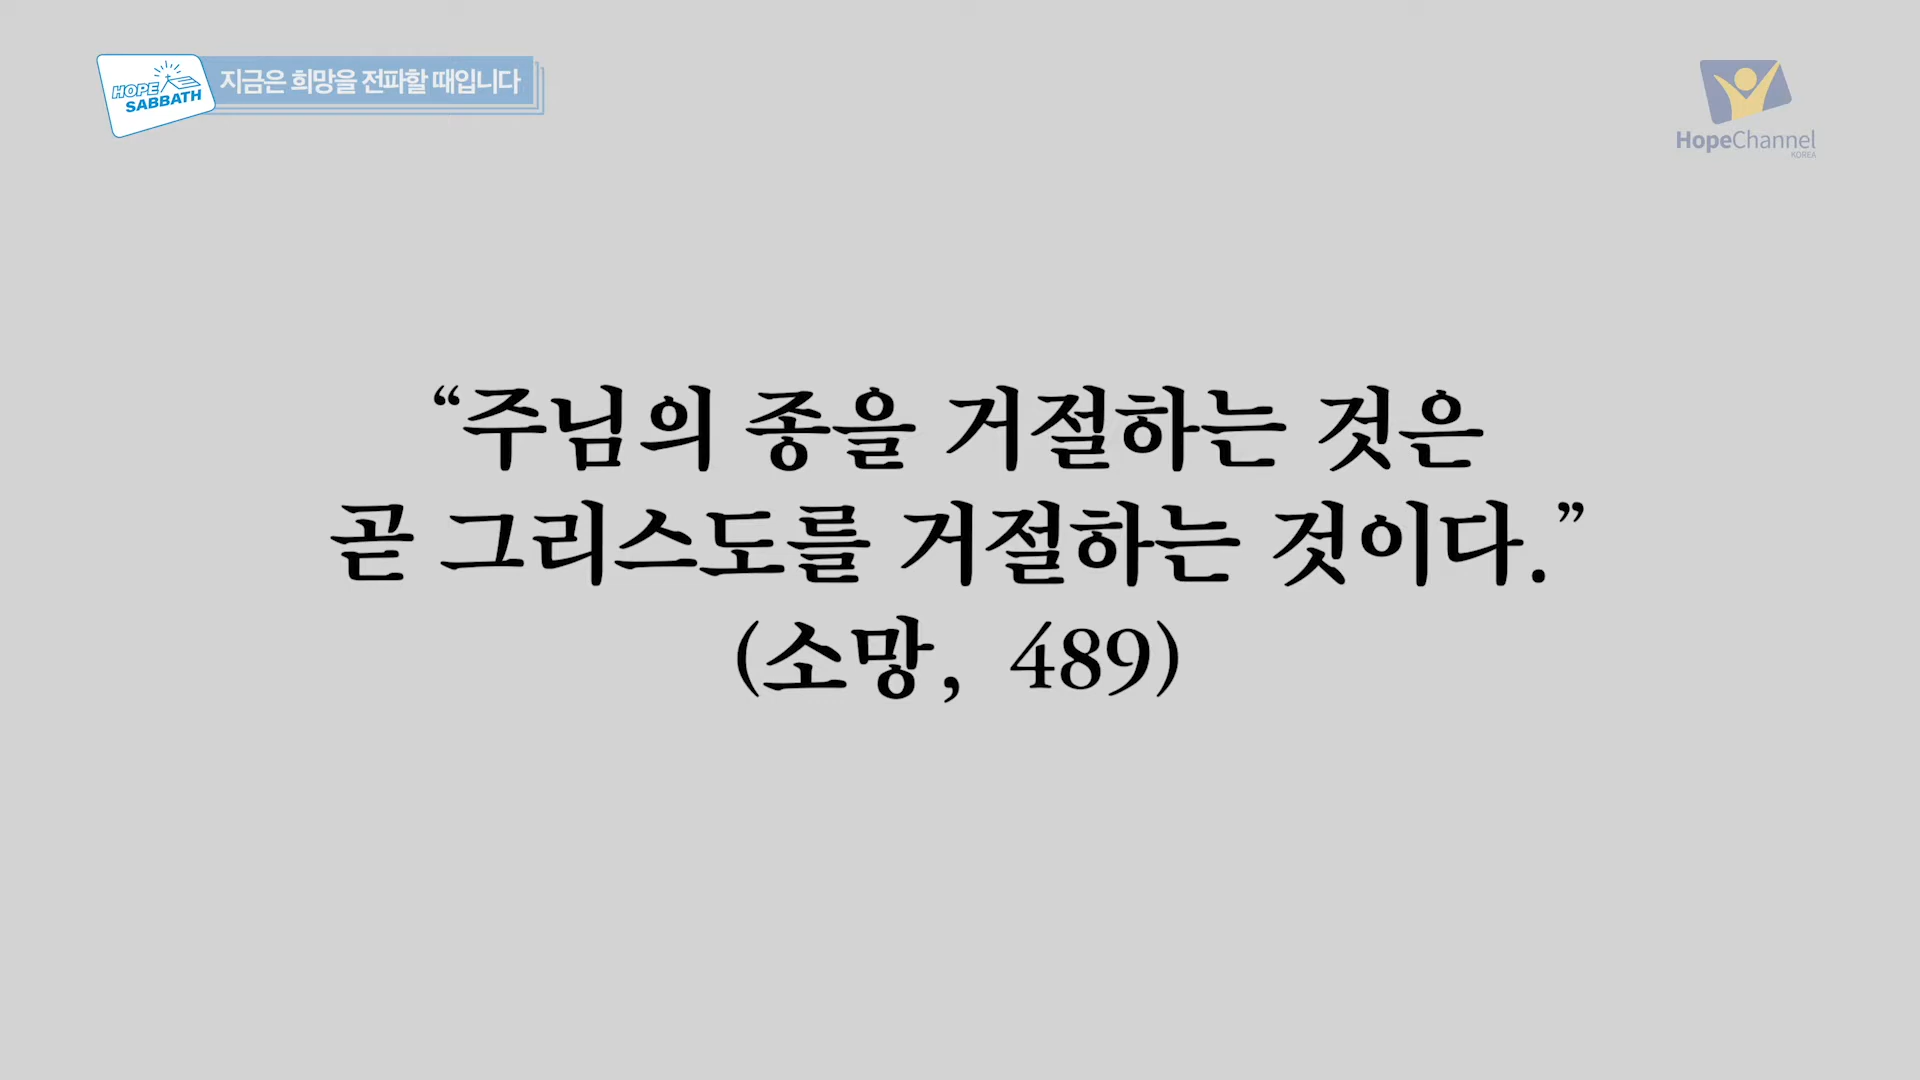 HOPE
SABBATH
지금은 희망을 전파할 때입니다
HopeChannel
KOREA
“주님의 종을 거절하는 것은
곧 그리스도를 거절하는 것이다.”
(소망, 489)